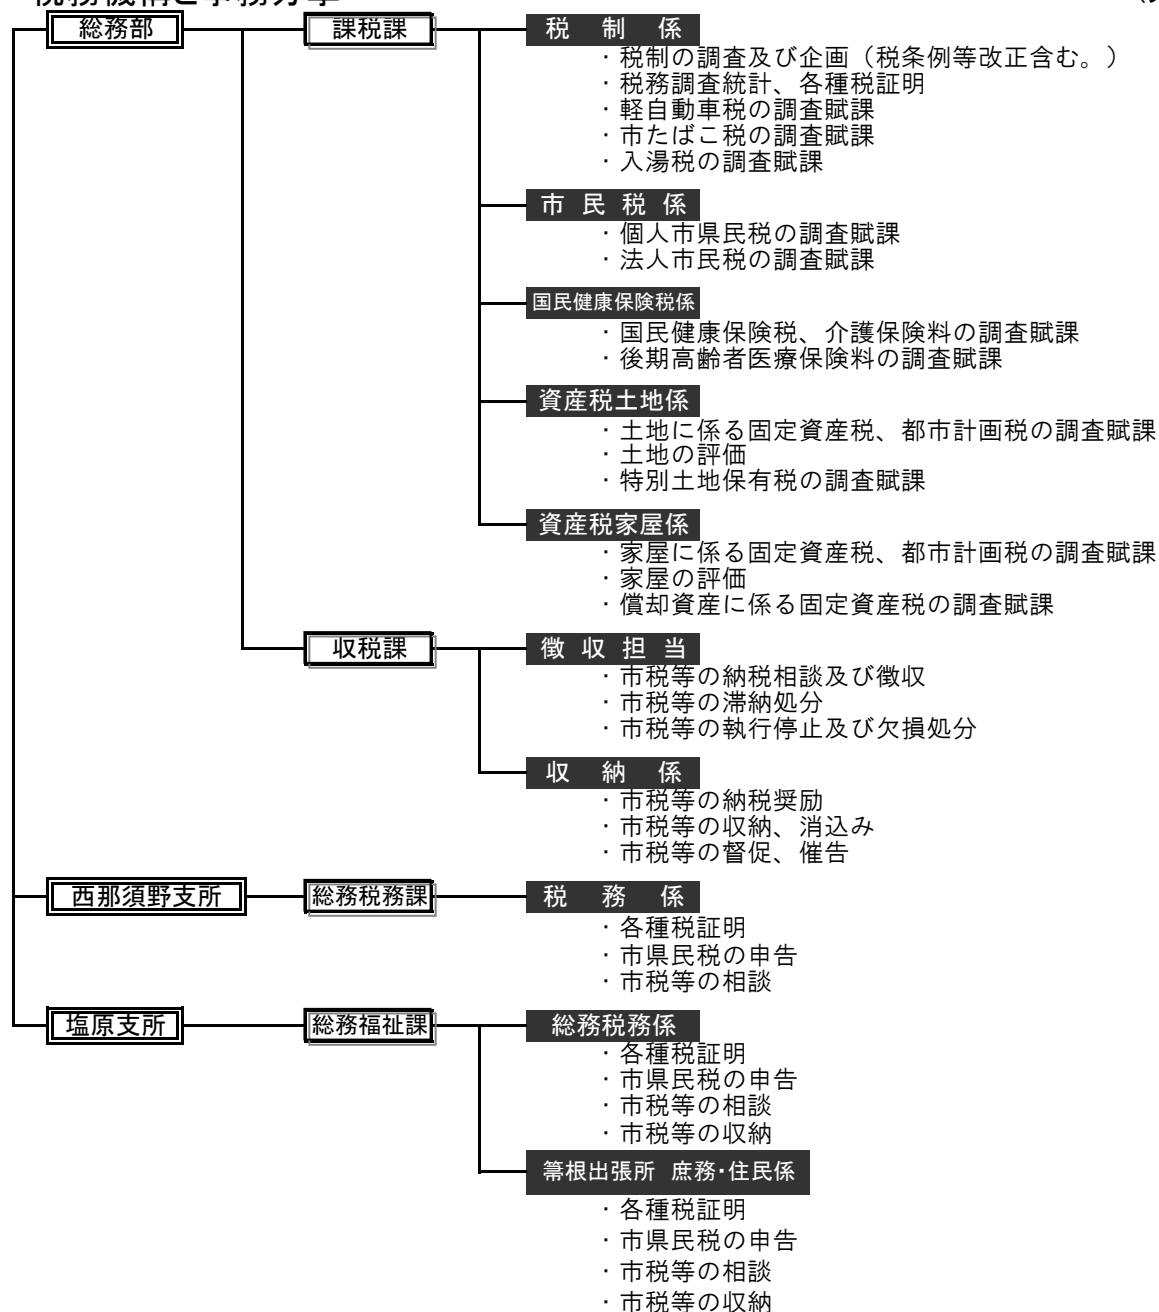 税務機構と事務分掌
総務部
課税課
税制係
・税制の調査及び企画（税条例等改正含む。）
・税務調査統計、各種税証明
・軽自動車税の調査賦課
・市たばこ税の調査賦課
・入湯税の調査賦課
市民税係
・個人市県民税の調査賦課
・法人市民税の調査賦課
国民健康保険税係
・国民健康保険税、介護保険料の調査賦課
・後期高齢者医療保険料の調査賦課
資産税土地係
・土地に係る固定資産税、都市計画税の調査賦課
・土地の評価
・特別土地保有税の調査賦課
資産税家屋係
・家屋に係る固定資産税、都市計画税の調査賦課
・家屋の評価
・償却資産に係る固定資産税の調査賦課
収税課
徴収担当
・市税等の納税相談及び徴収
・市税等の滞納処分
・市税等の執行停止及び欠損処分
収納係
・市税等の納税奨励
・市税等の収納、消込み
・市税等の督促、催告
西那須野支所
総務税務課
税務係
・各種税証明
・市県民税の申告
・市税等の相談
塩原支所
総務福祉課
総務税務係
・各種税証明
・市県民税の申告
・市税等の相談
・市税等の収納
箒根出張所 庶務・住民係
・各種税証明
・市県民税の申告
・市税等の相談
・市税等の収納